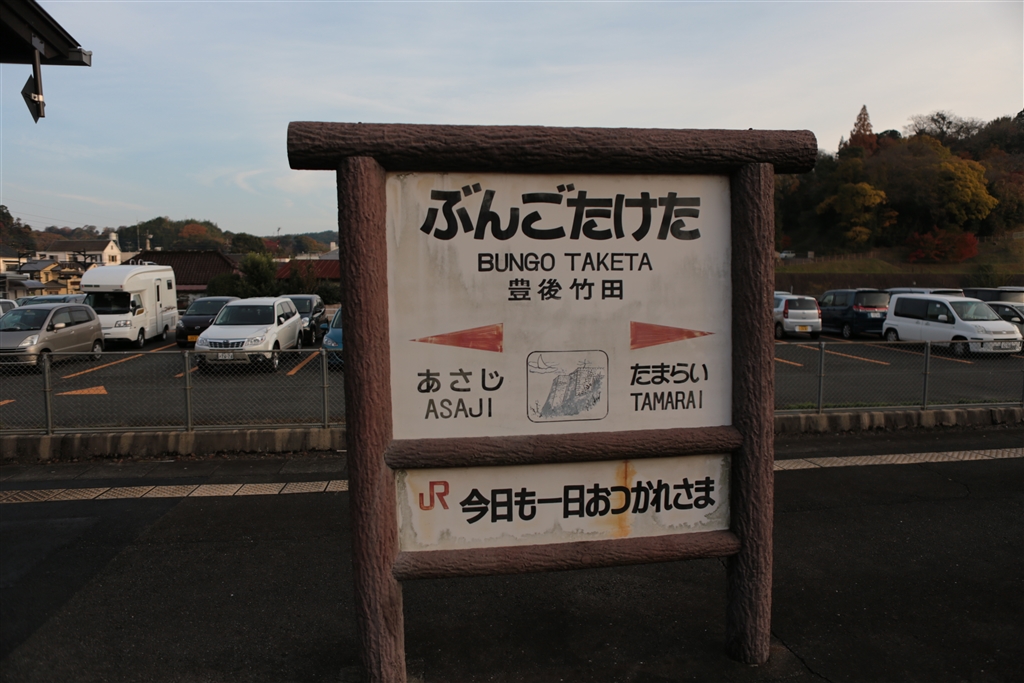 ぶんごたけた
BUNGO TAKETA
豊後竹田
あさじ
ASAJI
たまらい
TAMARAI
JR 今日も一日おつかれさま